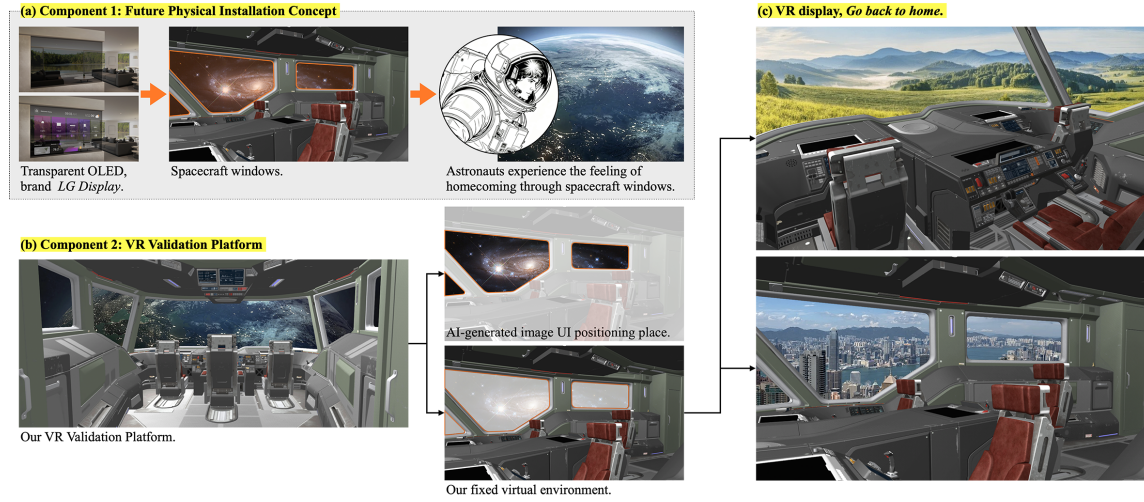 (a) Component 1: Future Physical Installation Concept
Transparent OLED,
brand LG Display.
Spacecraft windows.
Astronauts experience the feeling of
homecoming through spacecraft windows.
(b) Component 2: VR Validation Platform
Our VR Validation Platform.
AI-generated image UI positioning place.
Our fixed virtual environment.
(c) VR display, Go back to home.